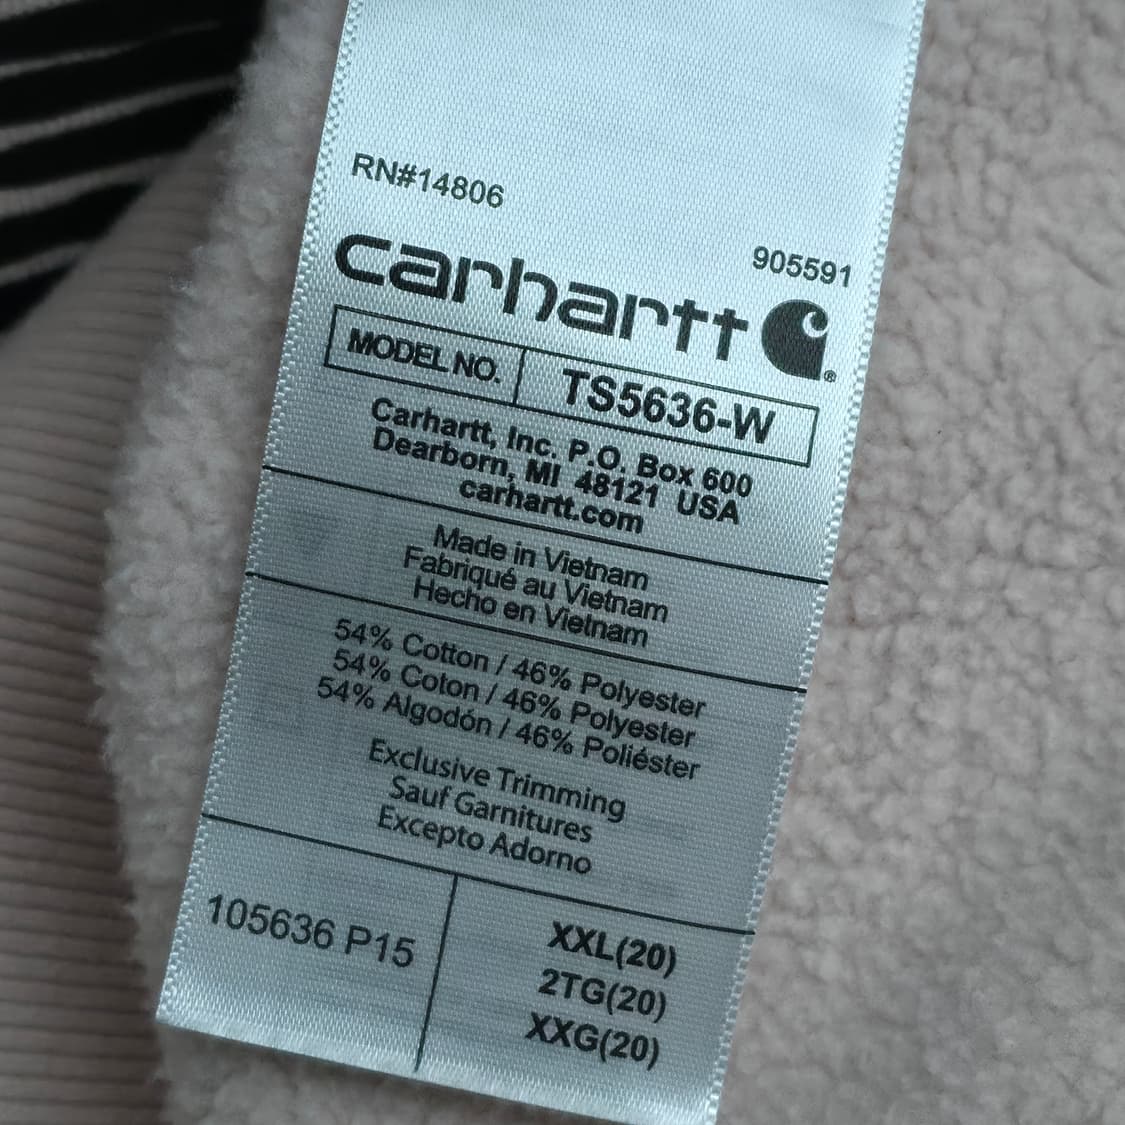 RN#14806
905591
carhartt
MODEL NO. TS5636-W
Carhartt, Inc. P.O. Box 600
Dearborn, MI 48121 USA
carhartt.com
Made in Vietnam
Fabriqué au Vietnam
Hecho en Vietnam
54% Cotton / 46% Polyester
54% Coton / 46% Polyester
54% Algodón / 46% Poliéster
Exclusive Trimming
Sauf Garnitures
Excepto Adorno
105636 P15
XXL(20)
2TG(20)
XXG(20)